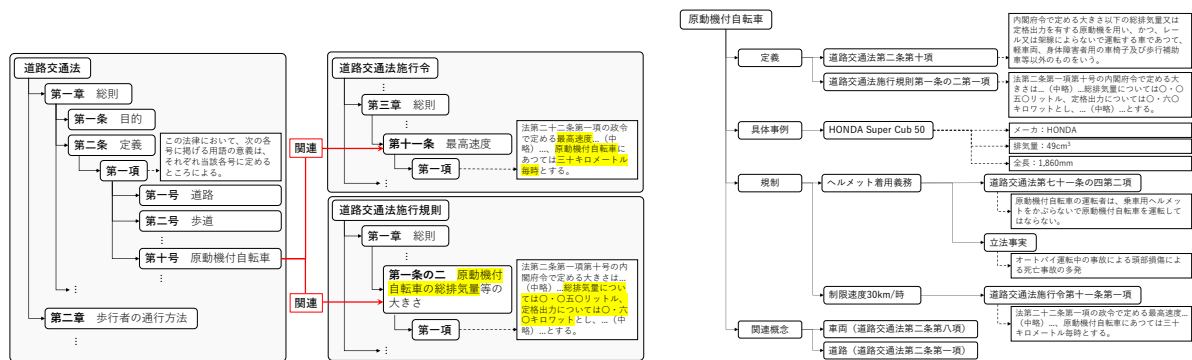 道路交通法
第一章 総則
第一条 目的
第二条 定義
この法律において、次の各
号に掲げる用語の意義は、
それぞれ当該各号に定める
ところによる。
第一項
第一号 道路
第二号 歩道
⋮
第十号 原動機付自転車
⋮
第二章 歩行者の通行方法
⋮
関連
関連
道路交通法施行令
⋮
第三章 総則
⋮
第十一条 最高速度
第一項
⋮
法第二十二条第一項の政令
で定める最高速度…（中
略）…、原動機付自転車に
あつては三十キロメートル
毎時とする。
道路交通法施行規則
第一章 総則
⋮
第一条の二 原動機付
自転車の総排気量等の
大きさ
第一項
⋮
法第二条第一項第十号の内
閣府令で定める大きさは…
（中略）…総排気量につい
ては〇・〇五〇リットル、
定格出力については〇・六
〇キロワットとし、…（中
略）…とする。
原動機付自転車
定義
道路交通法第二条第十項
内閣府令で定める大きさ以下の総排気量又は
定格出力を有する原動機を用い、かつ、レー
ル又は架線によらないで運転する車であつて、
軽車両、身体障害者用の車椅子及び歩行補助
車等以外のものをいう。
道路交通法施行規則第一条の二第一項
法第二条第一項第十号の内閣府令で定める大
きさは…（中略）…総排気量については〇・〇
五〇リットル、定格出力については〇・六〇
キロワットとし、…（中略）…とする。
具体事例
HONDA Super Cub 50
メーカ：HONDA
排気量：49cm³
全長：1,860mm
規制
ヘルメット着用義務
道路交通法第七十一条の四第二項
原動機付自転車の運転者は、乗車用ヘルメッ
トをかぶらないで原動機付自転車を運転して
はならない。
立法事実
オートバイ運転中の事故による頭部損傷によ
る死亡事故の多発
制限速度30km/時
道路交通法施行令第十一条第一項
法第二十二条第一項の政令で定める最高速度…
（中略）…、原動機付自転車にあつては三十キ
ロメートル毎時とする。
関連概念
車両（道路交通法第二条第八項）
道路（道路交通法第二条第一項）